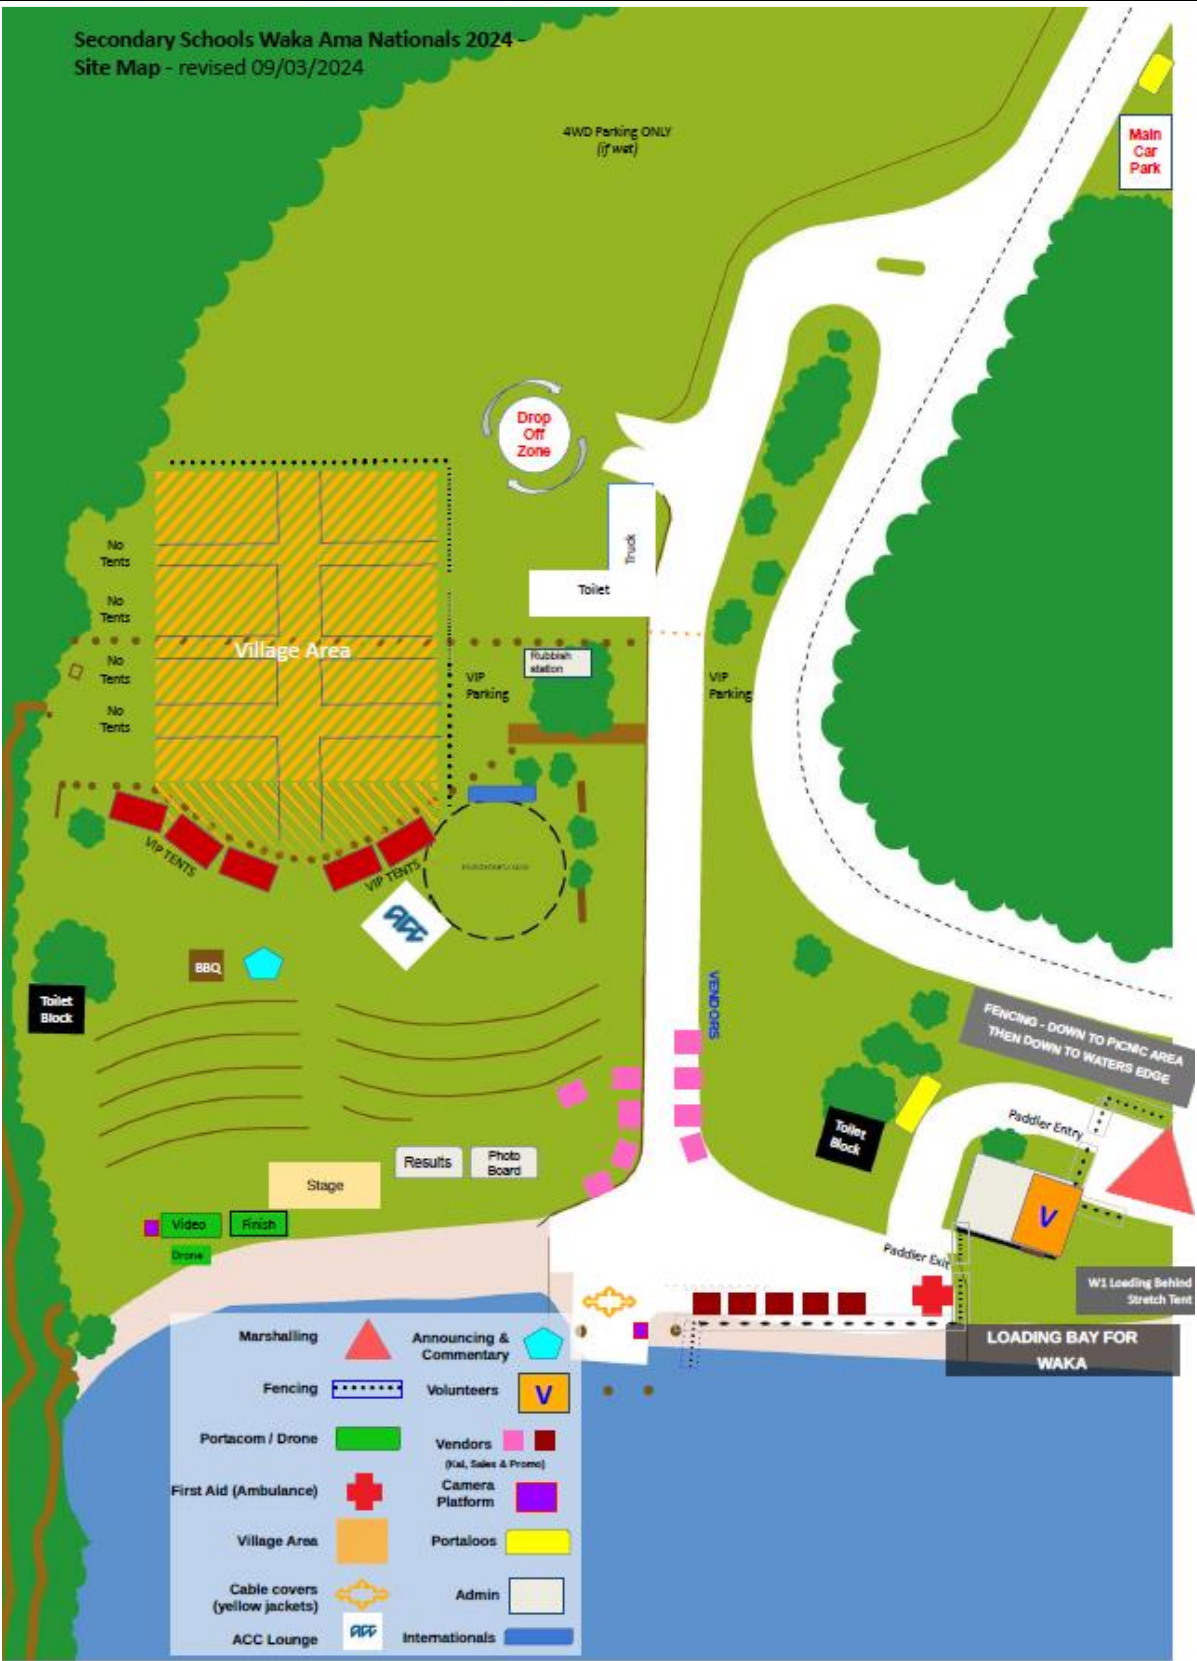 Secondary Schools Waka Ama Nationals 2024 -
Site Map - revised 09/03/2024
4WD Parking ONLY
(if wet)
Main
Car
Park
Drop
Off
Zone
Truck
Toilet
No
Tents
No
Tents
No
Tents
No
Tents
Village Area
Rubbish
station
VIP
Parking
VIP
Parking
VIP TENTS
VIP TENTS
ACC
BBQ
Toilet
Block
VENDORS
FENCING - DOWN TO PICNIC AREA
THEN DOWN TO WATERS EDGE
Paddler Entry
Toilet
Block
Results
Photo
Board
Stage
Video
Finish
Drone
V
Paddler Exit
W1 Loading Behind
Stretch Tent
LOADING BAY FOR
WAKA
Marshalling
Announcing &
Commentary
Fencing
Volunteers
V
Portacom / Drone
Vendors
(Kai, Sales & Promo)
First Aid (Ambulance)
Camera
Platform
Village Area
Portaloos
Cable covers
(yellow jackets)
Admin
ACC Lounge
ACC
Internationals